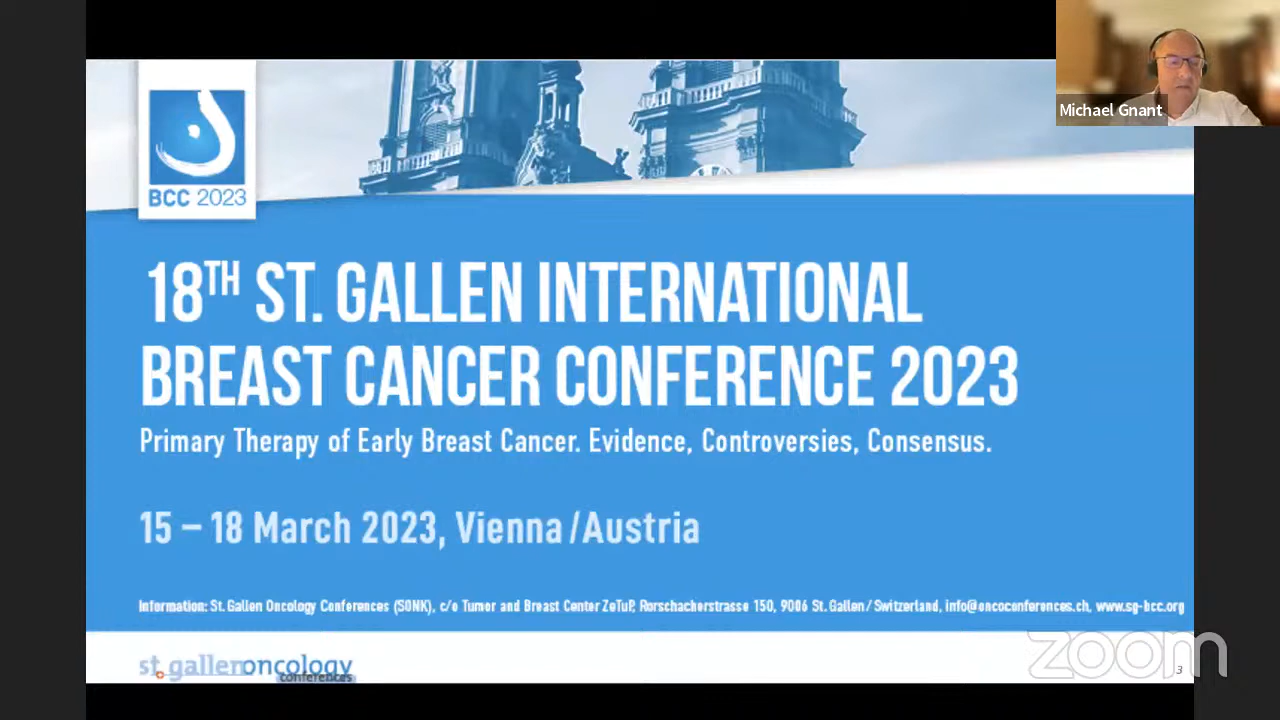 Michael Gnant
BCC 2023
18TH ST. GALLEN INTERNATIONAL
BREAST CANCER CONFERENCE 2023
Primary Therapy of Early Breast Cancer. Evidence, Controversies, Consensus.
15 – 18 March 2023, Vienna/Austria
Information: St. Gallen Oncology Conferences (SONK), c/o Tumor and Breast Center ZeTuP, Rorschacherstrasse 150, 9006 St. Gallen/Switzerland, info@oncoconferences.ch, www.sg-bcc.org
st.gallenoncology
conferences
zoom
3